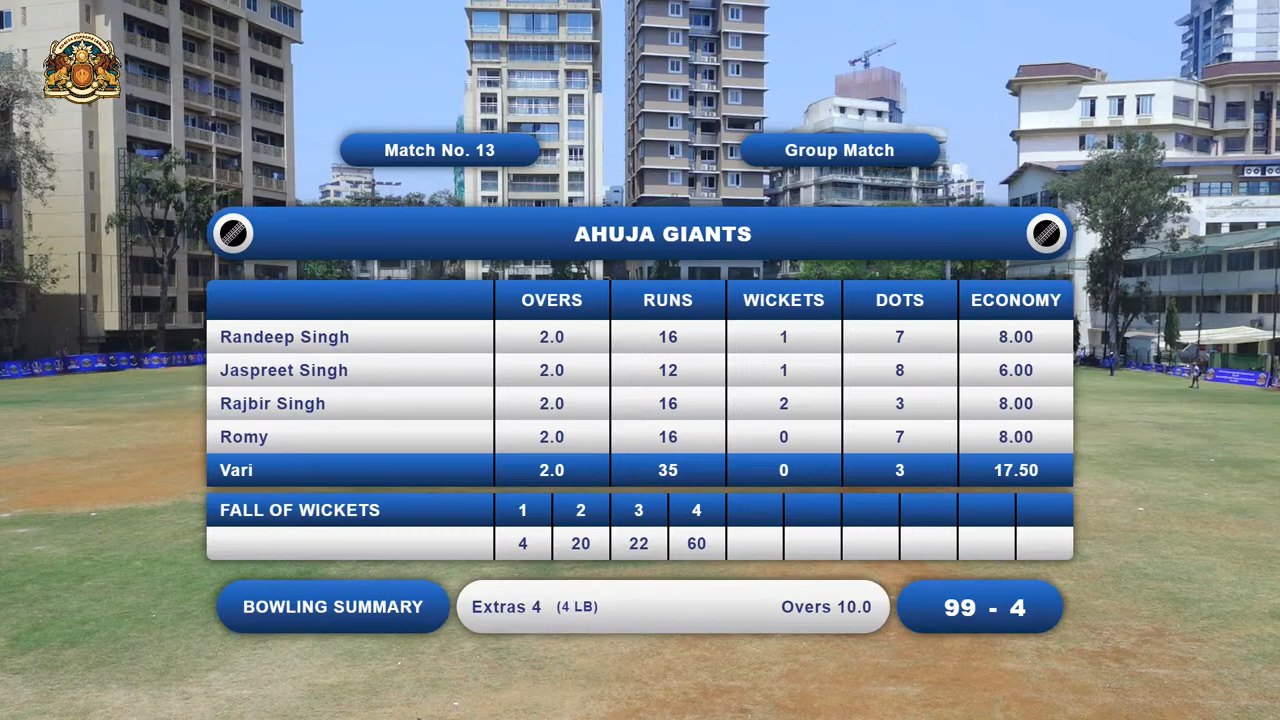 Match No. 13 Group Match
AHUJA GIANTS
OVERS RUNS WICKETS DOTS ECONOMY
Randeep Singh 2.0 16 1 7 8.00
Jaspreet Singh 2.0 12 1 8 6.00
Rajbir Singh 2.0 16 2 3 8.00
Romy 2.0 16 0 7 8.00
Vari 2.0 35 0 3 17.50
FALL OF WICKETS 1 2 3 4
4 20 22 60
BOWLING SUMMARY Extras 4 (4 LB) Overs 10.0 99 - 4